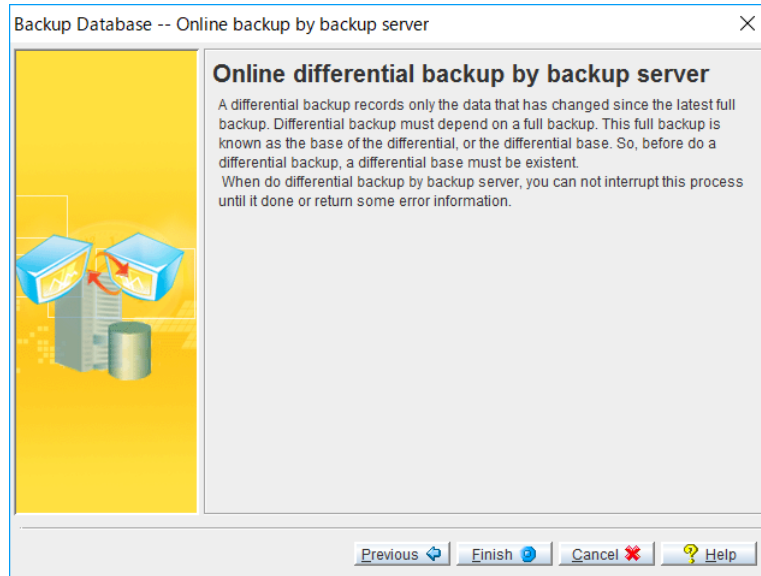 Backup Database -- Online backup by backup server
Online differential backup by backup server
A differential backup records only the data that has changed since the latest full
backup. Differential backup must depend on a full backup. This full backup is
known as the base of the differential, or the differential base. So, before do a
differential backup, a differential base must be existent.
When do differential backup by backup server, you can not interrupt this process
until it done or return some error information.
Previous
Finish
Cancel
Help